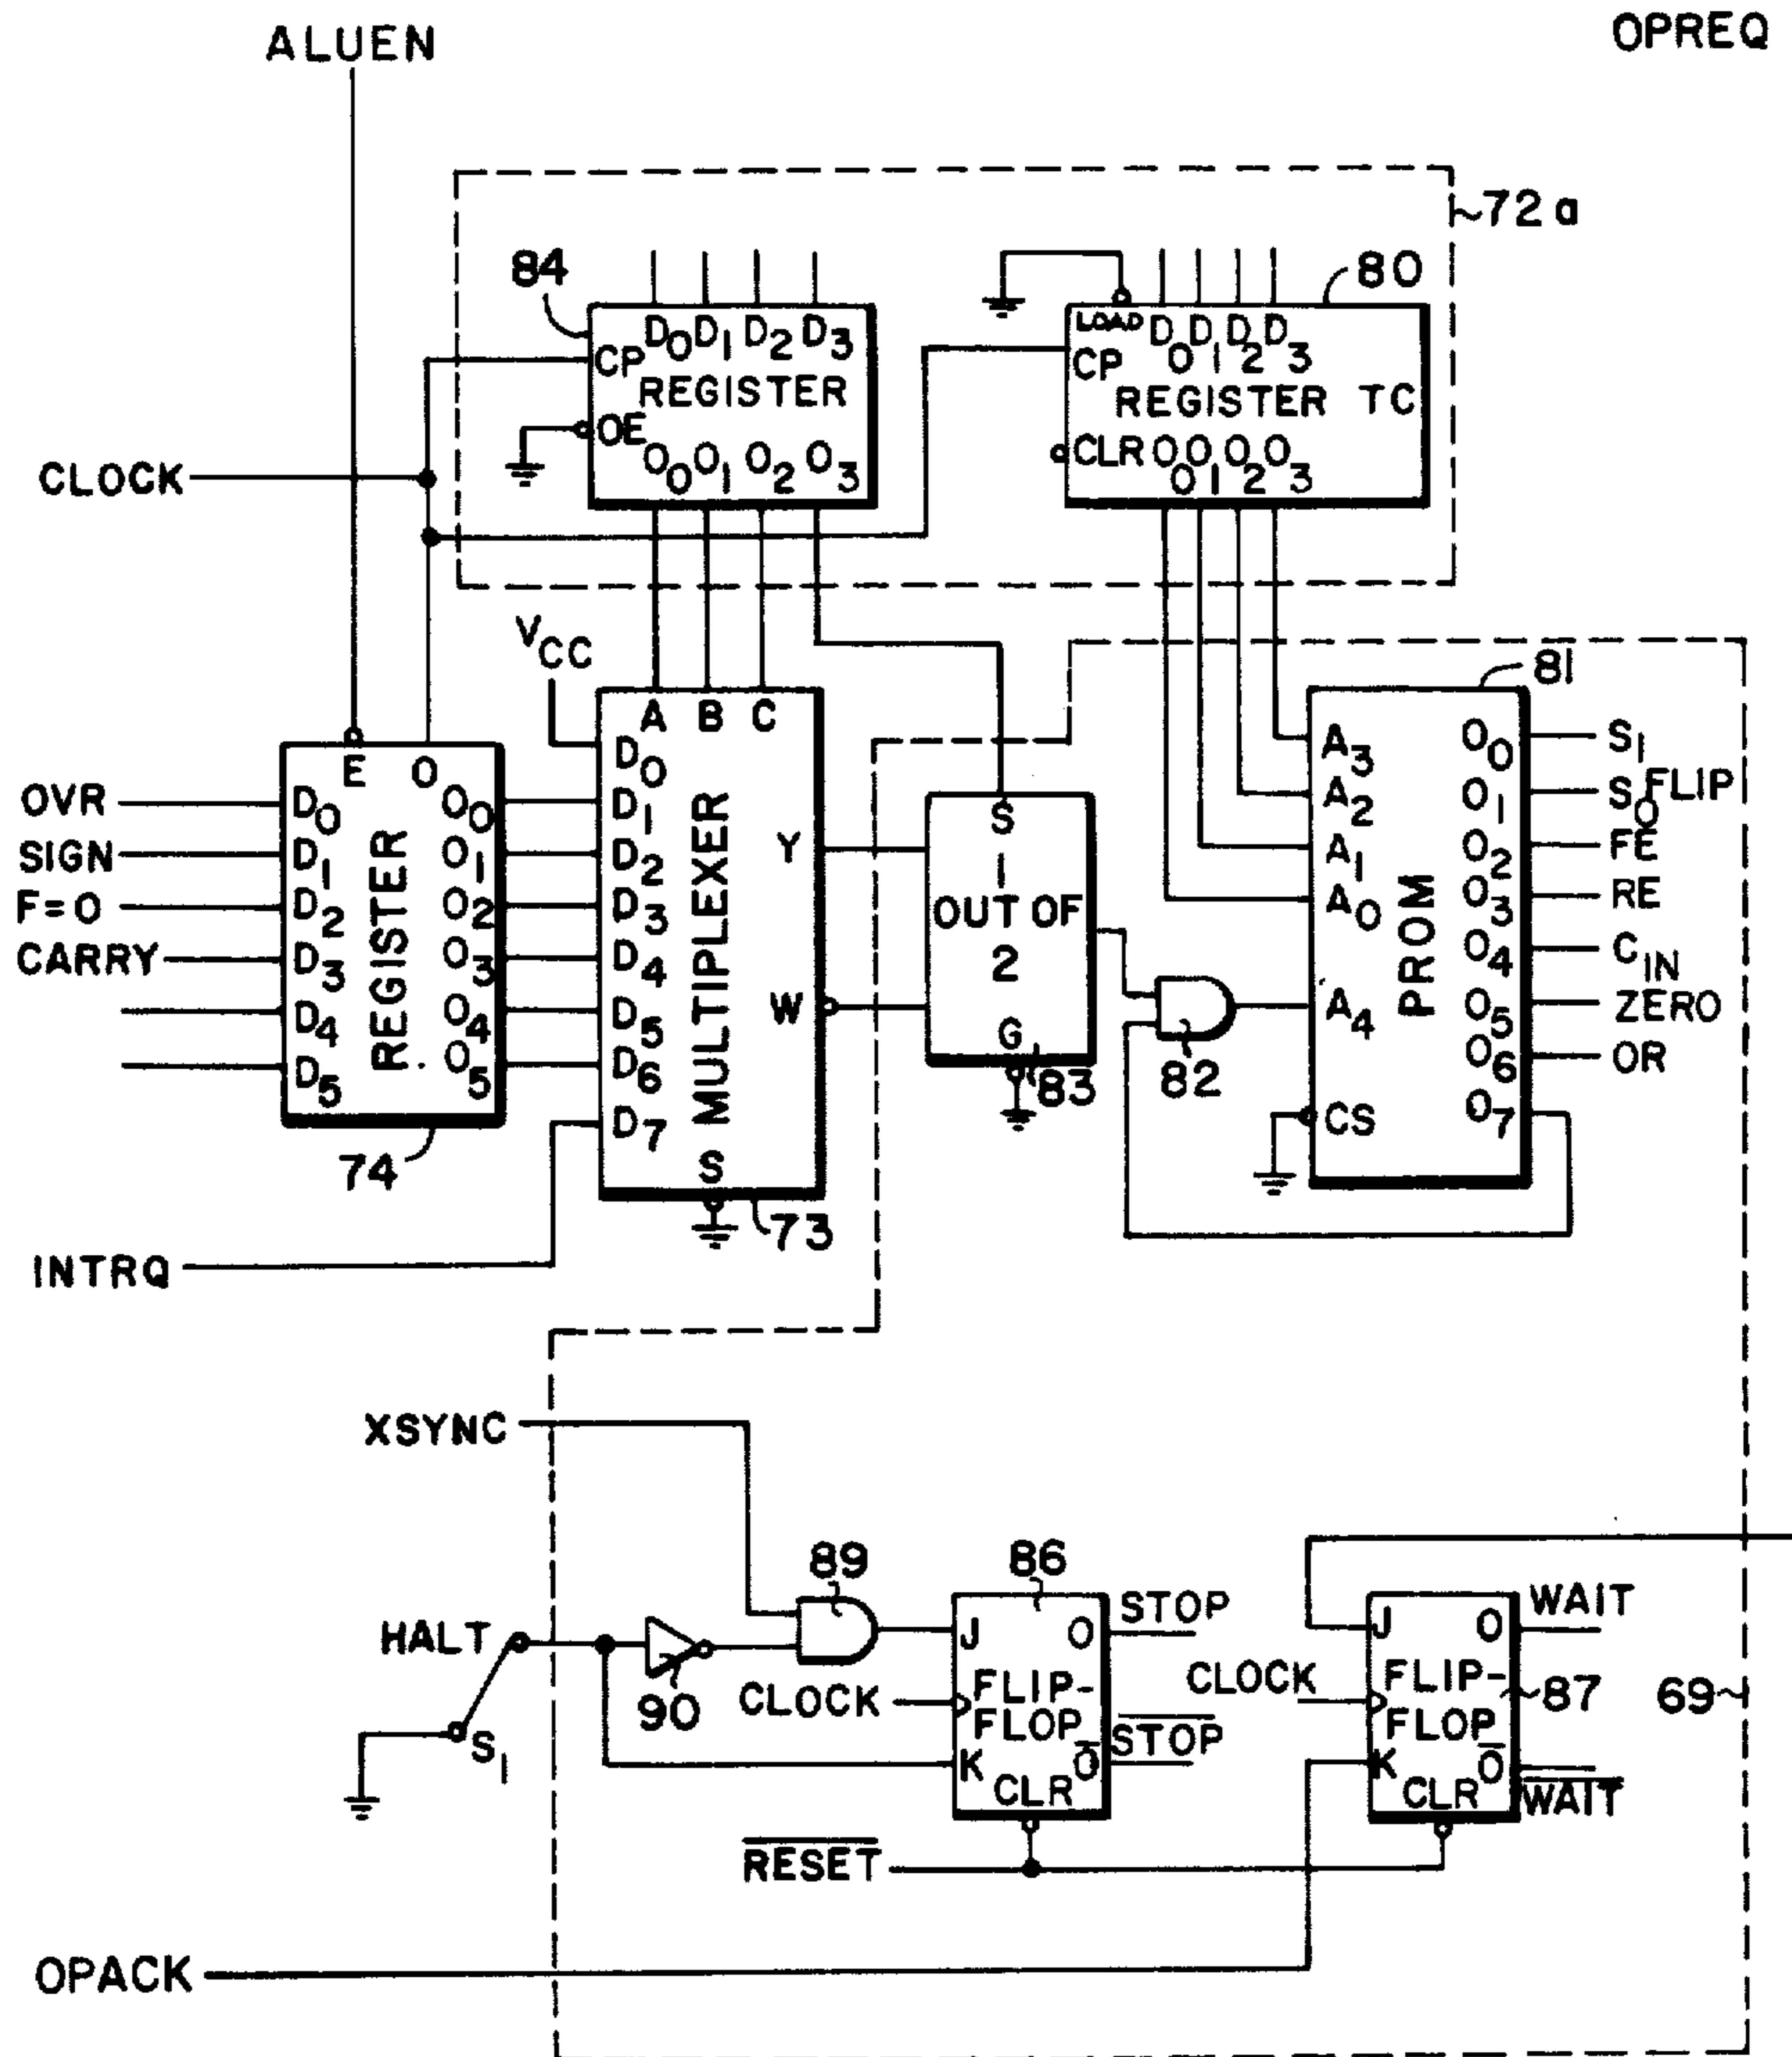 ALUEN
OPREQ
72 a
84
80
D0 D1 D2 D3
CP
REGISTER
OE
O0 O1 O2 O3
LOAD D0 D1 D2 D3
CP
REGISTER TC
CLR O0 O1 O2 O3
CLOCK
VCC
81
A B C
E O
OVR
SIGN
F=0
CARRY
D0
D1
D2
D3
D4
D5
REGISTER
O0
O1
O2
O3
O4
O5
74
D0
D1
D2
D3
D4
D5
D6
D7
MULTIPLEXER
Y
W
S
73
S
1
OUT OF
2
G
83
82
A3
A2
A1
A0
A4
CS
PROM
O0
O1
O2
O3
O4
O5
O6
O7
S1
S0 FLIP
FE
RE
CIN
ZERO
OR
INTRQ
XSYNC
89
86
HALT
S1
90
CLOCK
J O
FLIP-
FLOP
K O̅
CLR
STOP
S̅T̅O̅P̅
CLOCK
J O
FLIP-
FLOP
K O̅
CLR
WAIT
87
W̅A̅I̅T̅
69
R̅E̅S̅E̅T̅
OPACK